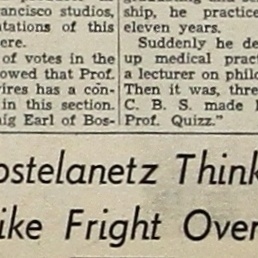 ancisco studios,
ntations of this
ere.
of votes in the
owed that Prof.
ires has a con-
in this section.
ig Earl of Bos-
ship, he practice
eleven years.
Suddenly he de
up medical pract
a lecturer on phil
Then it was, thre
C. B. S. made
Prof. Quizz."
ostelanetz Think
ike Fright Over